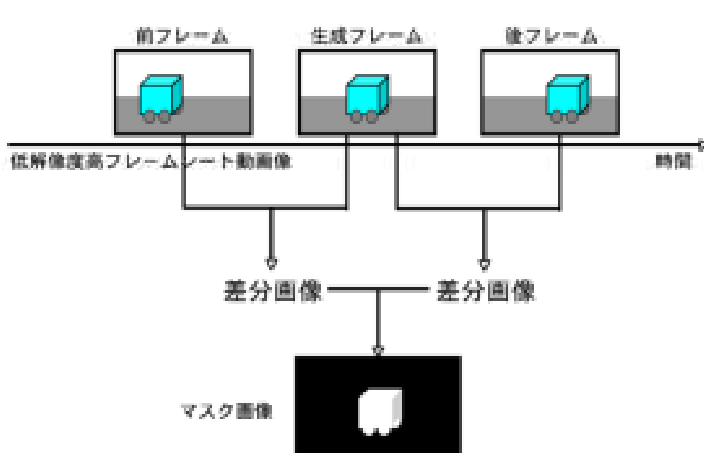 前フレーム
生成フレーム
後フレーム
低解像度高フレームレート動画像
時間
差分画像
差分画像
マスク画像